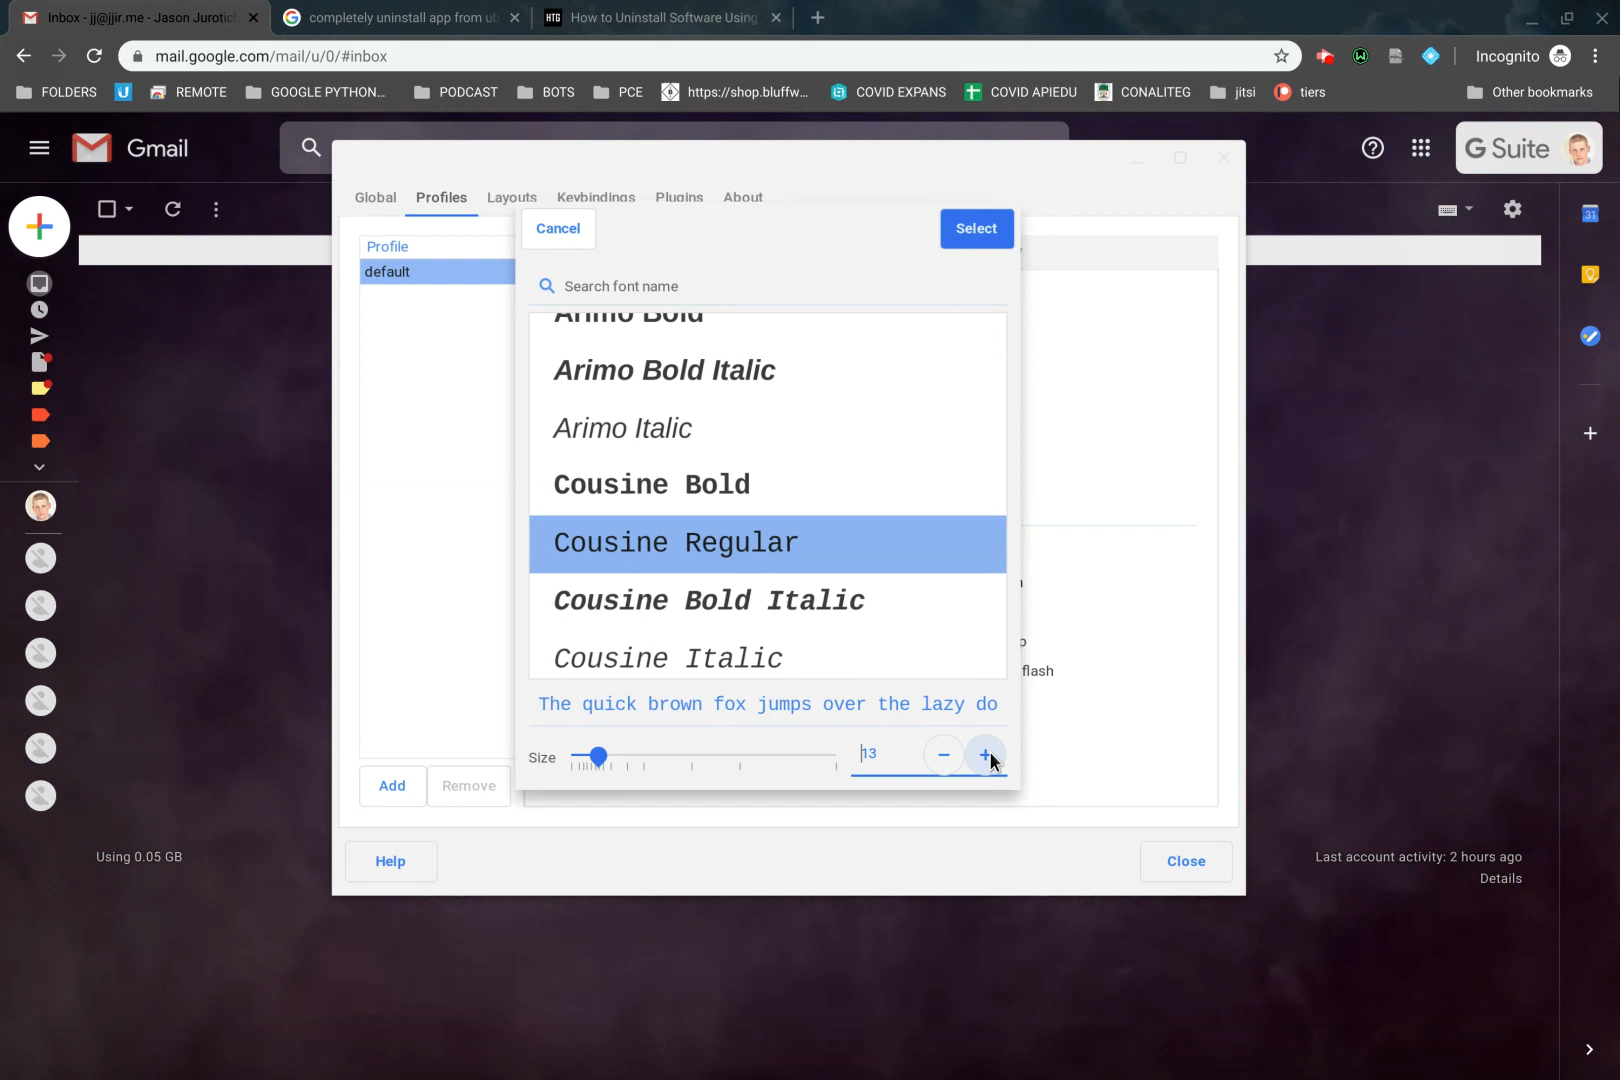 Inbox - jj@jjir.me - Jason Jurotich
completely uninstall app from ub
HTG How to Uninstall Software Using
mail.google.com/mail/u/0/#inbox
Incognito
FOLDERS
REMOTE
GOOGLE PYTHON...
PODCAST
BOTS
PCE
https://shop.bluffw...
COVID EXPANS
COVID APIEDU
CONALITEG
jitsi
tiers
Other bookmarks
Gmail
G Suite
Global
Profiles
Layouts
Keybindings
Plugins
About
Cancel
Select
Profile
default
Search font name
31
Arimo Bold
Arimo Bold Italic
Arimo Italic
Cousine Bold
Cousine Regular
Cousine Bold Italic
Cousine Italic
flash
The quick brown fox jumps over the lazy do
Size
13
Add
Remove
Help
Close
Using 0.05 GB
Last account activity: 2 hours ago
Details